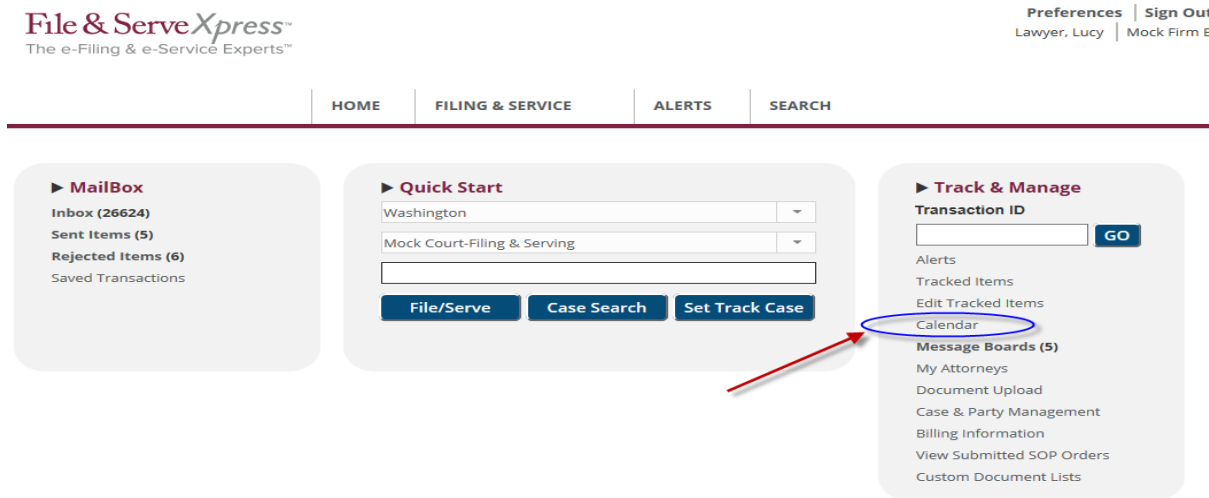 File & ServeXpress™
The e-Filing & e-Service Experts™
Preferences | Sign Out
Lawyer, Lucy | Mock Firm
HOME FILING & SERVICE ALERTS SEARCH
► MailBox
Inbox (26624)
Sent Items (5)
Rejected Items (6)
Saved Transactions
► Quick Start
Washington
Mock Court-Filing & Serving
File/Serve Case Search Set Track Case
► Track & Manage
Transaction ID
GO
Alerts
Tracked Items
Edit Tracked Items
Calendar
Message Boards (5)
My Attorneys
Document Upload
Case & Party Management
Billing Information
View Submitted SOP Orders
Custom Document Lists